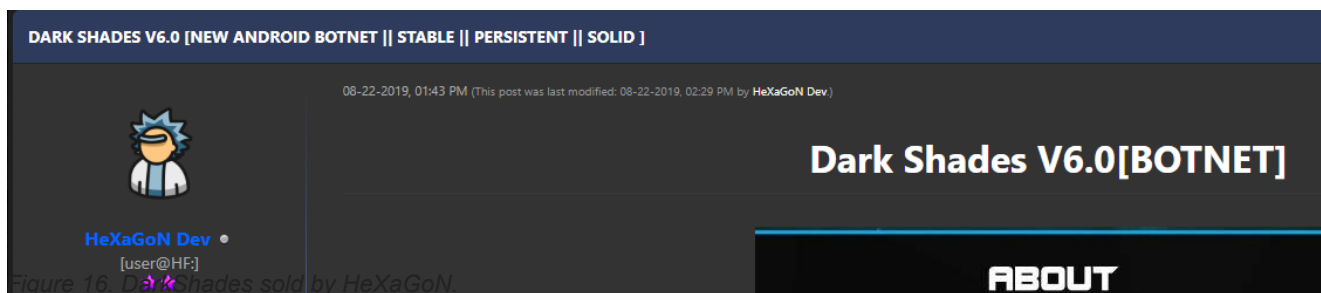 DARK SHADES V6.0 [NEW ANDROID BOTNET || STABLE || PERSISTENT || SOLID ]
08-22-2019, 01:43 PM (This post was last modified: 08-22-2019, 02:29 PM by HeXaGoN Dev.)
Dark Shades V6.0[BOTNET]
HeXaGoN Dev
[user@HF:]
ABOUT
Figure 16. DarkShades sold by HeXaGoN.